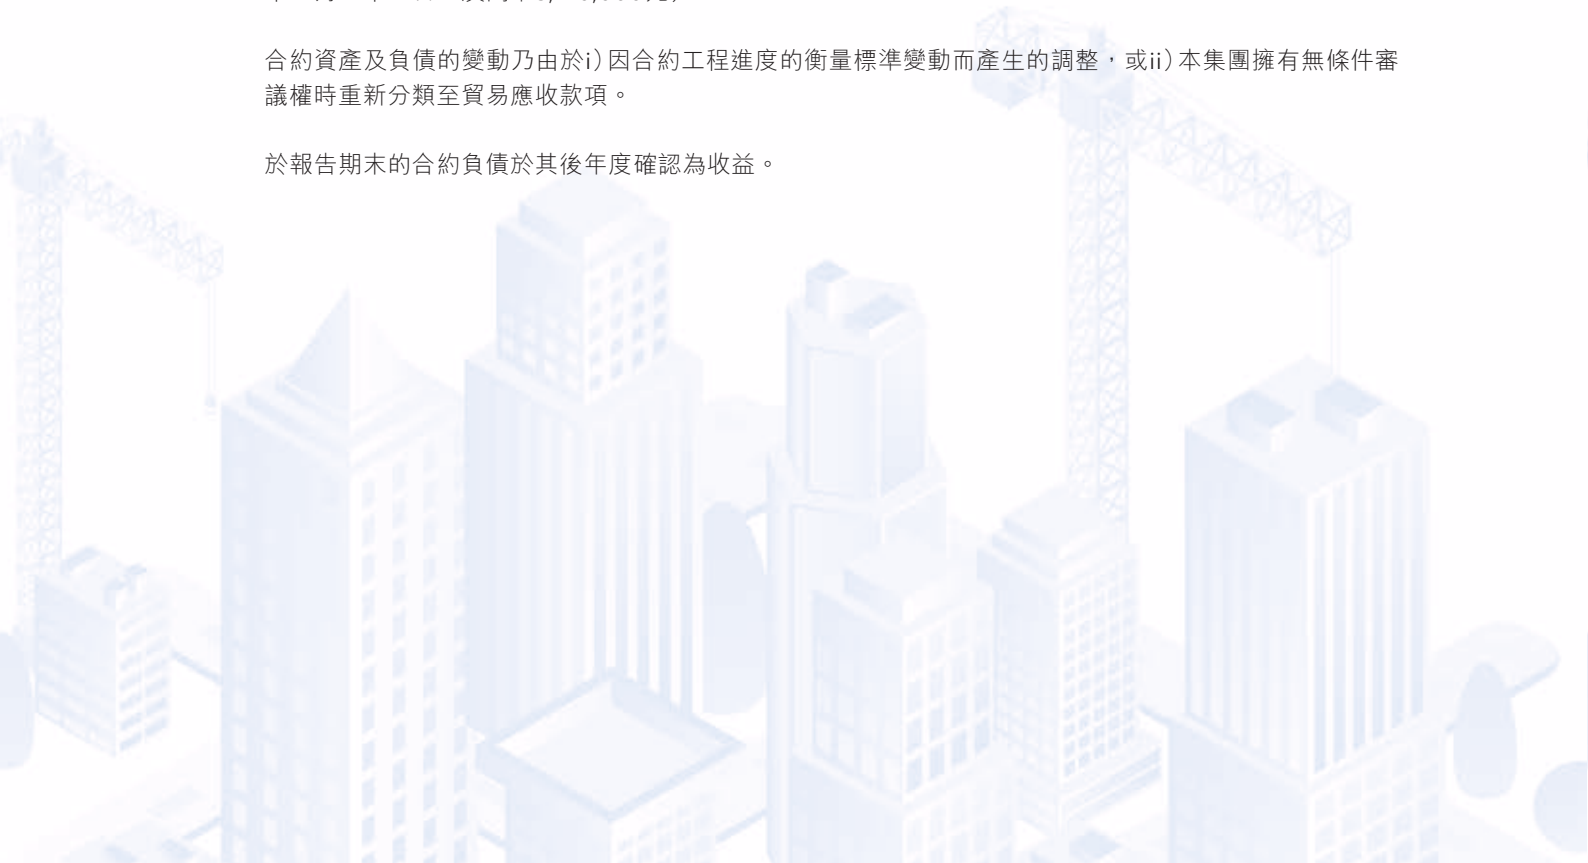 合約資產及負債的變動乃由於i)因合約工程進度的衡量標準變動而產生的調整，或ii)本集團擁有無條件審
議權時重新分類至貿易應收款項。
於報告期末的合約負債於其後年度確認為收益。